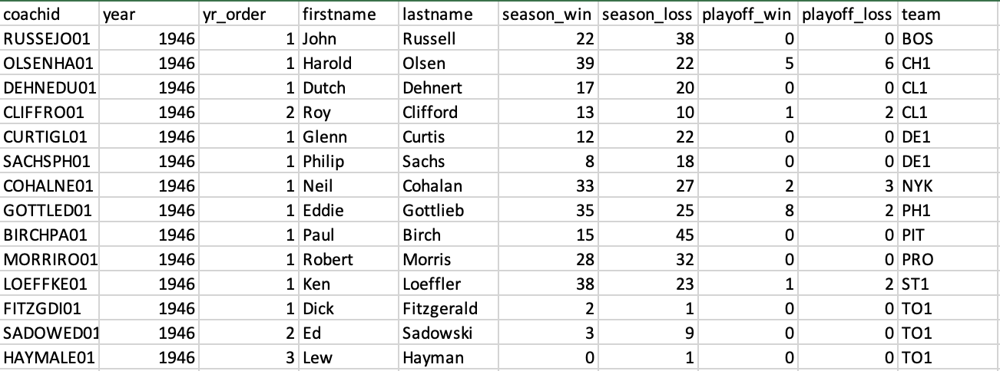 coachid year yr_order firstname lastname season_win season_loss playoff_win playoff_loss team
RUSSEJO01 1946 1 John Russell 22 38 0 0 BOS
OLSENHA01 1946 1 Harold Olsen 39 22 5 6 CH1
DEHNEDU01 1946 1 Dutch Dehnert 17 20 0 0 CL1
CLIFFRO01 1946 2 Roy Clifford 13 10 1 2 CL1
CURTIGL01 1946 1 Glenn Curtis 12 22 0 0 DE1
SACHSPH01 1946 1 Philip Sachs 8 18 0 0 DE1
COHALNE01 1946 1 Neil Cohalan 33 27 2 3 NYK
GOTTLED01 1946 1 Eddie Gottlieb 35 25 8 2 PH1
BIRCHPA01 1946 1 Paul Birch 15 45 0 0 PIT
MORRIRO01 1946 1 Robert Morris 28 32 0 0 PRO
LOEFFKE01 1946 1 Ken Loeffler 38 23 1 2 ST1
FITZGDI01 1946 1 Dick Fitzgerald 2 1 0 0 TO1
SADOWED01 1946 2 Ed Sadowski 3 9 0 0 TO1
HAYMALE01 1946 3 Lew Hayman 0 1 0 0 TO1